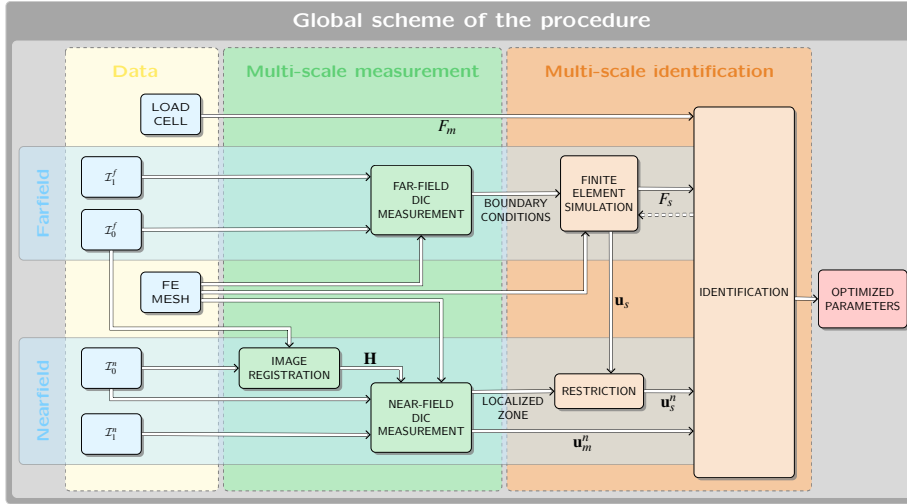 Global scheme of the procedure
Data
Multi-scale measurement
Multi-scale identification
LOAD
CELL
F_m
Farfield
I_1^f
I_0^f
FAR-FIELD
DIC
MEASUREMENT
BOUNDARY
CONDITIONS
FINITE
ELEMENT
SIMULATION
F_s
FE
MESH
u_s
IDENTIFICATION
OPTIMIZED
PARAMETERS
Nearfield
I_0^n
I_1^n
IMAGE
REGISTRATION
H
NEAR-FIELD
DIC
MEASUREMENT
LOCALIZED
ZONE
RESTRICTION
u_s^n
u_m^n